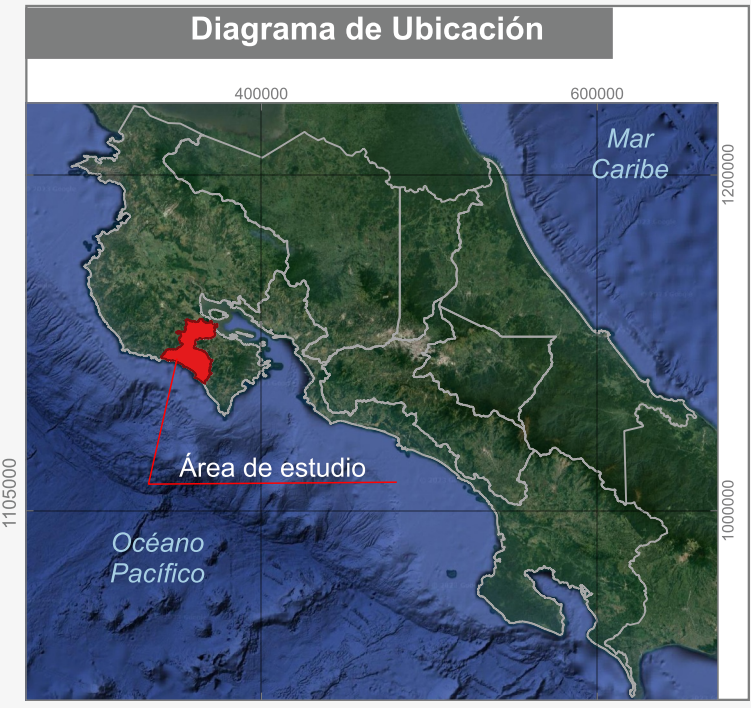 Diagrama de Ubicación
400000
600000
Mar
Caribe
1200000
Área de estudio
1105000
1000000
Océano
Pacífico